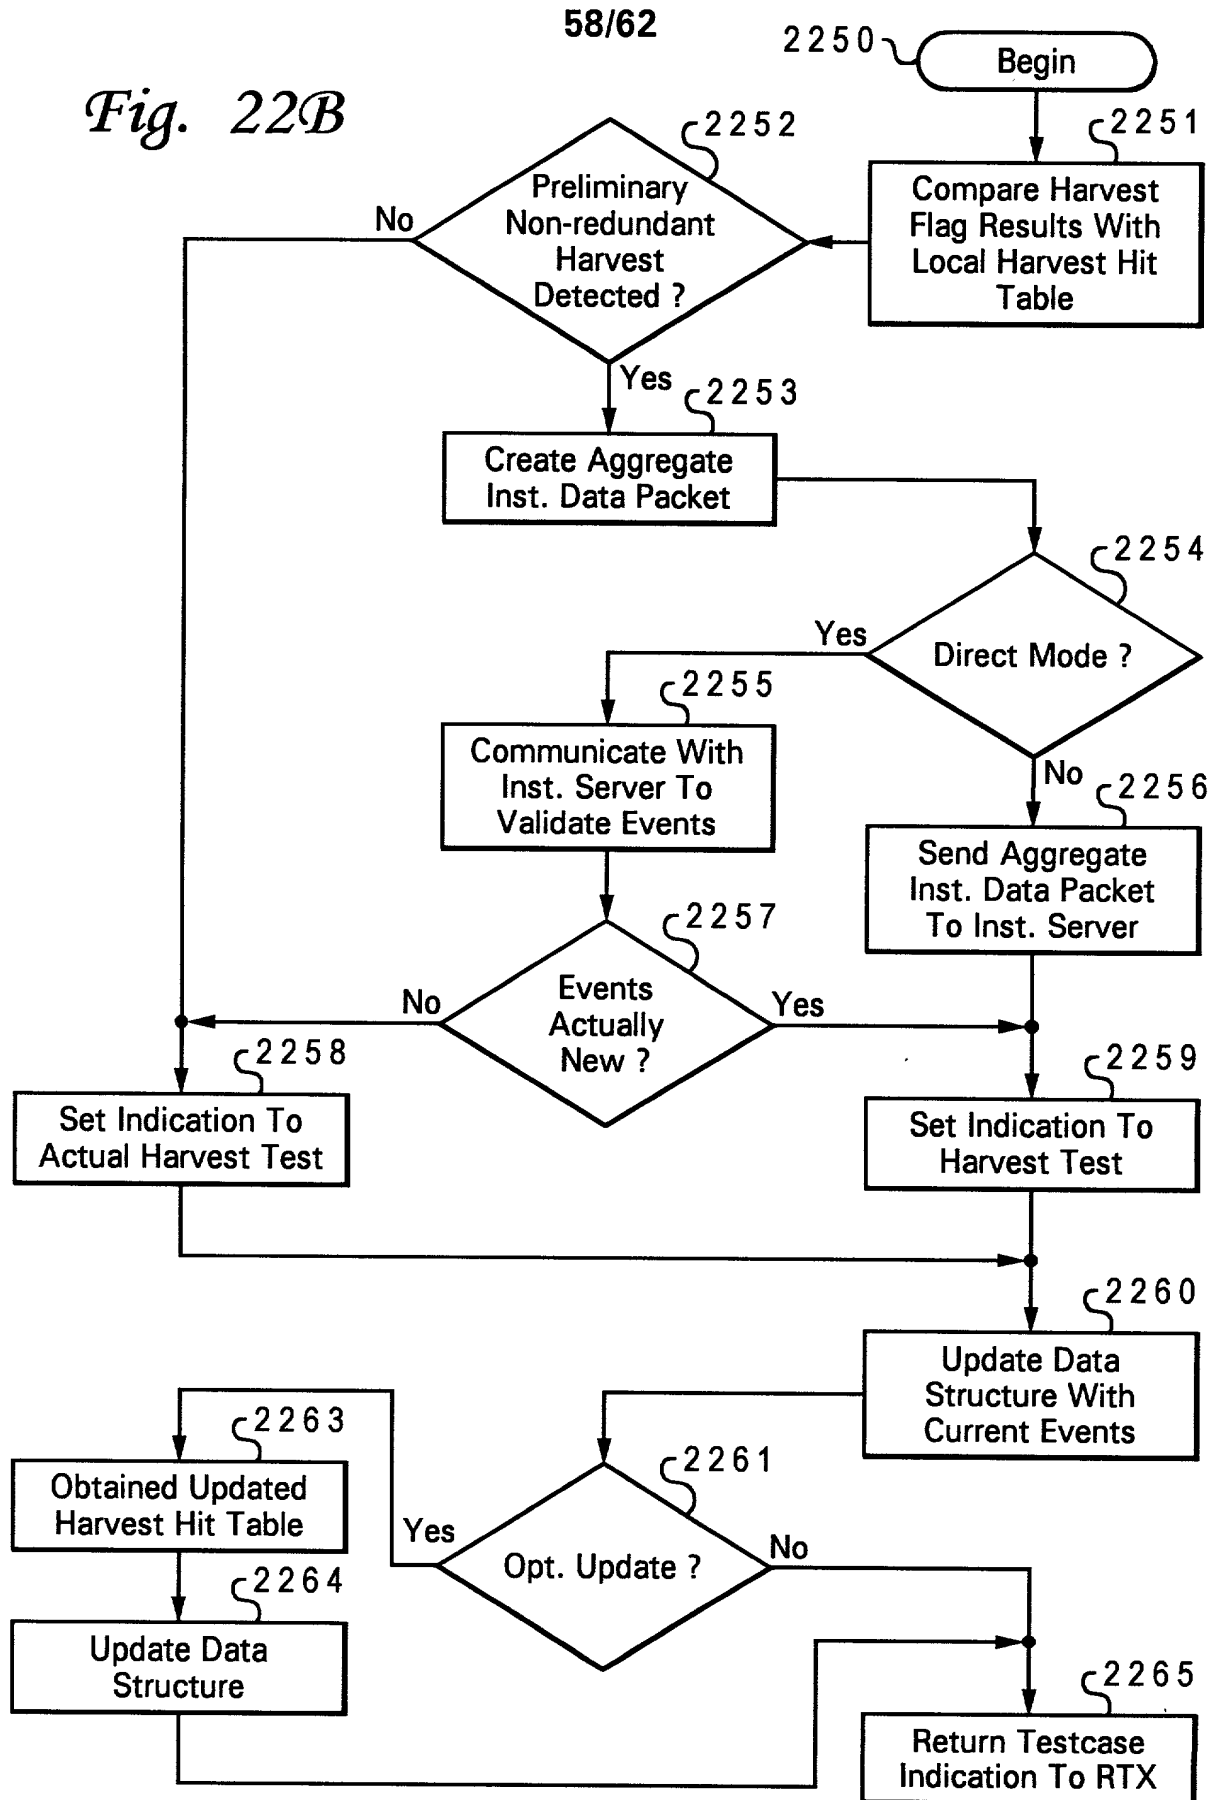 58/62
Fig. 22B
2250
Begin
2251
Compare Harvest
Flag Results With
Local Harvest Hit
Table
2252
Preliminary
Non-redundant
Harvest
Detected ?
No
Yes
2253
Create Aggregate
Inst. Data Packet
2254
Direct Mode ?
Yes
No
2255
Communicate With
Inst. Server To
Validate Events
2256
Send Aggregate
Inst. Data Packet
To Inst. Server
2257
Events
Actually
New ?
No
Yes
2258
Set Indication To
Actual Harvest Test
2259
Set Indication To
Harvest Test
2260
Update Data
Structure With
Current Events
2261
Opt. Update ?
Yes
No
2263
Obtained Updated
Harvest Hit Table
2264
Update Data
Structure
2265
Return Testcase
Indication To RTX